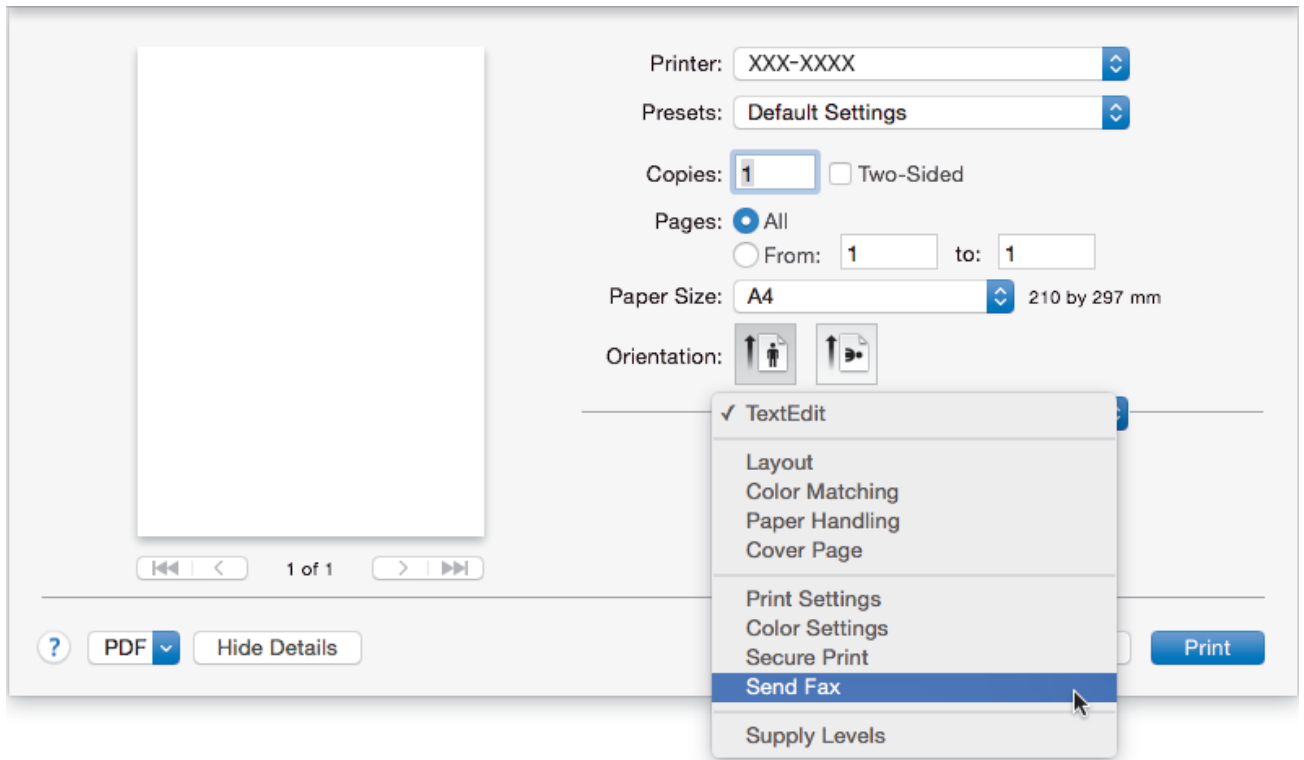 Printer: XXX-XXXX
Presets: Default Settings
Copies: 1 Two-Sided
Pages: All
From: 1 to: 1
Paper Size: A4 210 by 297 mm
Orientation:
✓ TextEdit
Layout
Color Matching
Paper Handling
Cover Page
1 of 1
Print Settings
Color Settings
Secure Print
Send Fax
Supply Levels
? PDF Hide Details Print